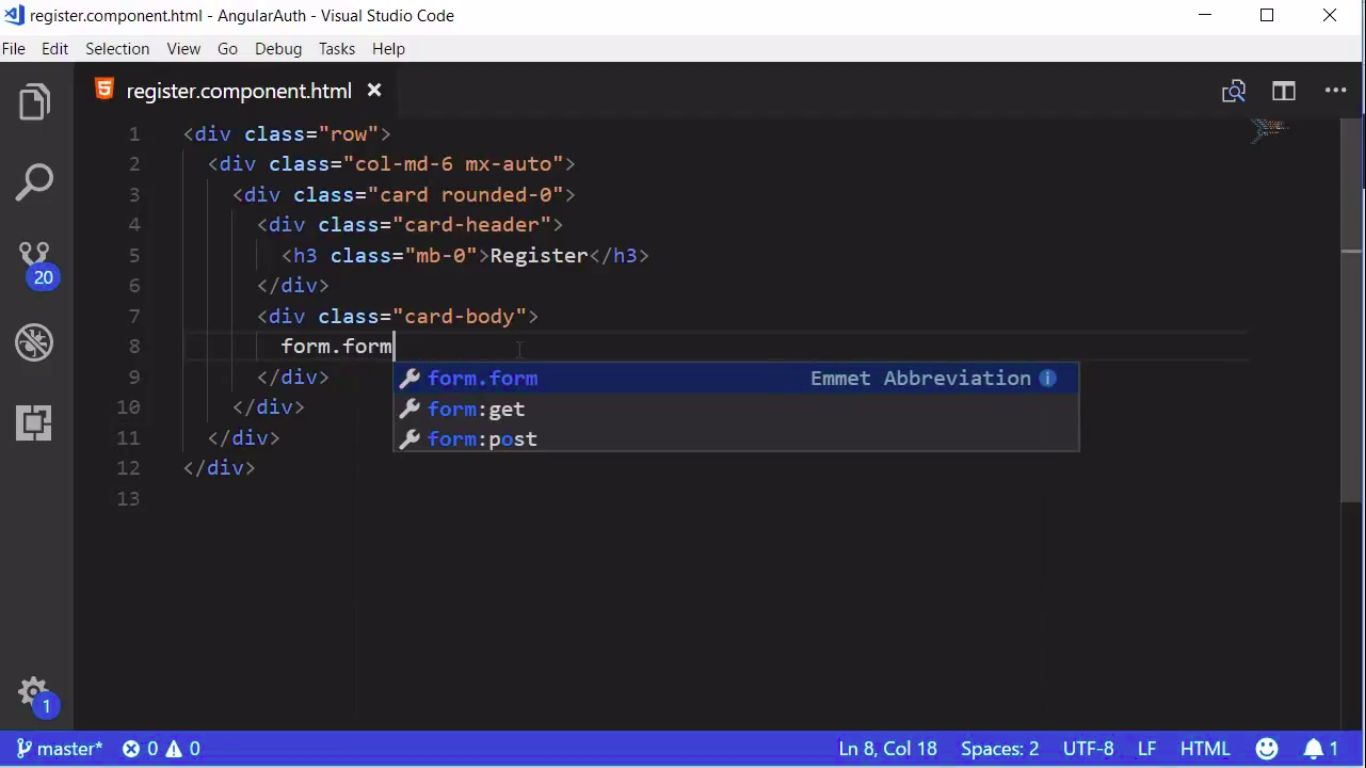 register.component.html - AngularAuth - Visual Studio Code
File Edit Selection View Go Debug Tasks Help
register.component.html
1 <div class="row">
2 <div class="col-md-6 mx-auto">
3 <div class="card rounded-0">
4 <div class="card-header">
5 <h3 class="mb-0">Register</h3>
6 </div>
7 <div class="card-body">
8 form.form
form.form Emmet Abbreviation
form:get
form:post
9 </div>
10 </div>
11 </div>
12 </div>
13
20
1
master* 0 0 Ln 8, Col 18 Spaces: 2 UTF-8 LF HTML 1